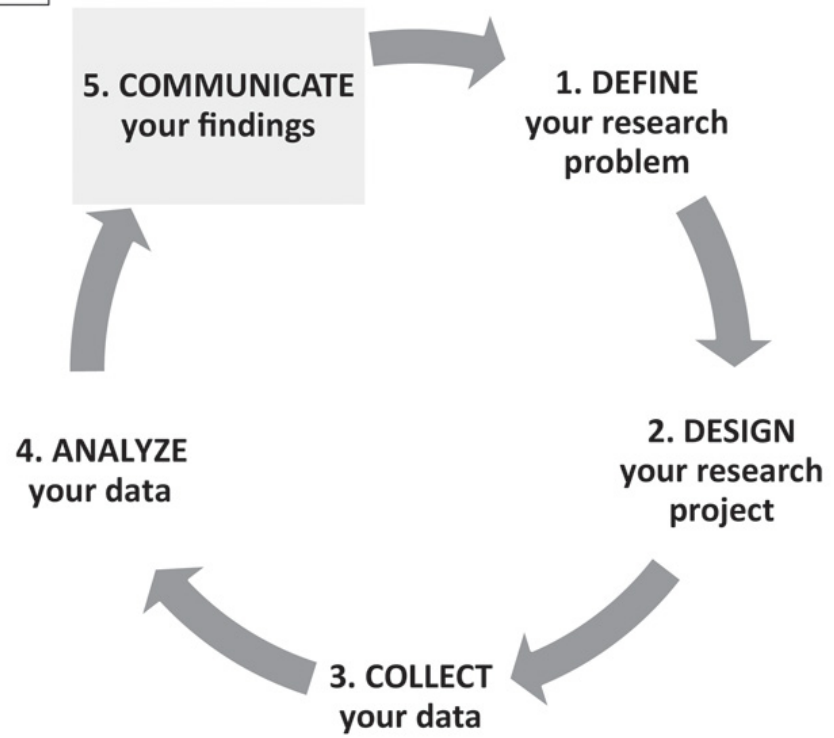 5. COMMUNICATE
your findings
1. DEFINE
your research
problem
2. DESIGN
your research
project
3. COLLECT
your data
4. ANALYZE
your data